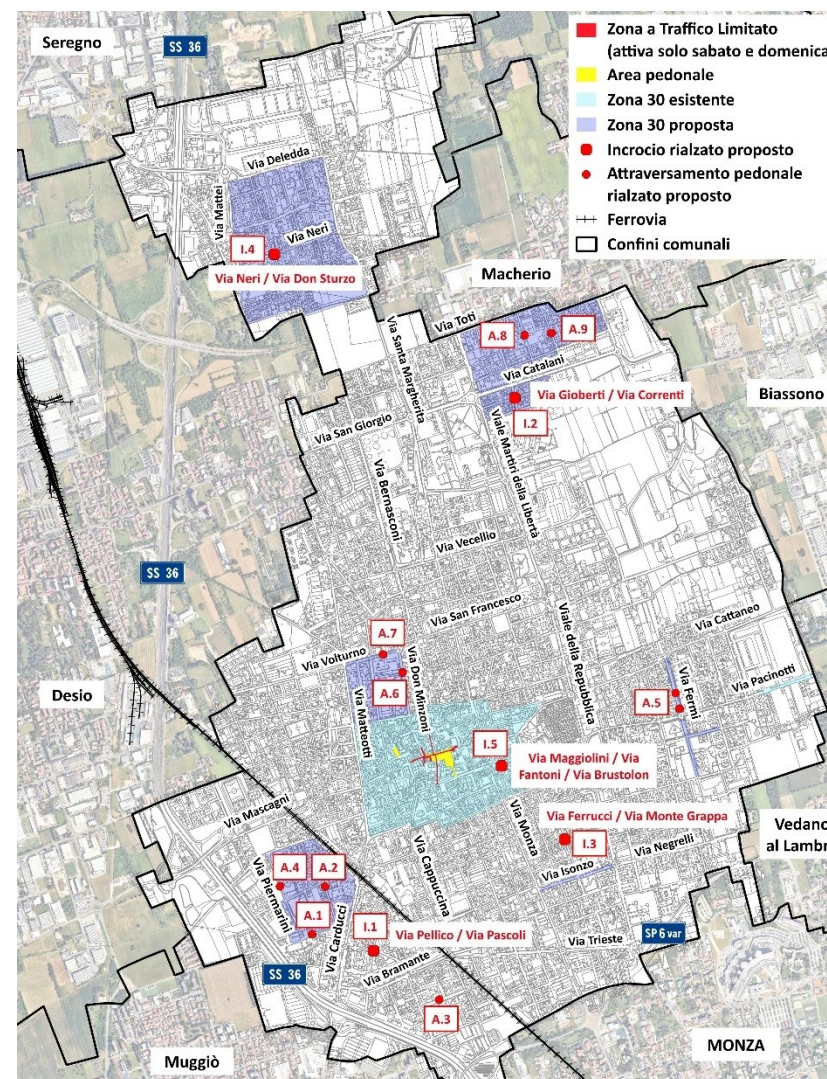 Seregno
SS 36
Zona a Traffico Limitato
(attiva solo sabato e domenica
Area pedonale
Zona 30 esistente
Zona 30 proposta
Incrocio rialzato proposto
Attraversamento pedonale
rialzato proposto
Ferrovia
Confini comunali
Via Deledda
Via Mattei
Via Neri
I.4
Via Neri / Via Don Sturzo
Macherio
Via Toti
A.8
A.9
Via Santa Margherita
Via Catalani
Via Gioberti / Via Correnti
Biassono
I.2
Via San Giorgio
Viale Martiri della Libertà
Via Bernasconi
Via Vecellio
SS 36
Via San Francesco
Viale della Repubblica
Via Cattaneo
A.7
Via Volturno
Via Don Minzoni
A.6
Desio
Via Matteotti
Via Fermi
Via Pacinotti
A.5
I.5
Via Maggiolini / Via
Fantoni / Via Brustolon
Via Mascagni
Via Monza
Via Ferrucci / Via Monte Grappa
Vedano
al Lambr
I.3
Via Negrelli
Via Isonzo
Via Cappuccina
Via Piermarini
A.4
A.2
A.1
Via Carducci
I.1
Via Pellico / Via Pascoli
Via Trieste
SP 6 var
Via Bramante
SS 36
A.3
MONZA
Muggiò